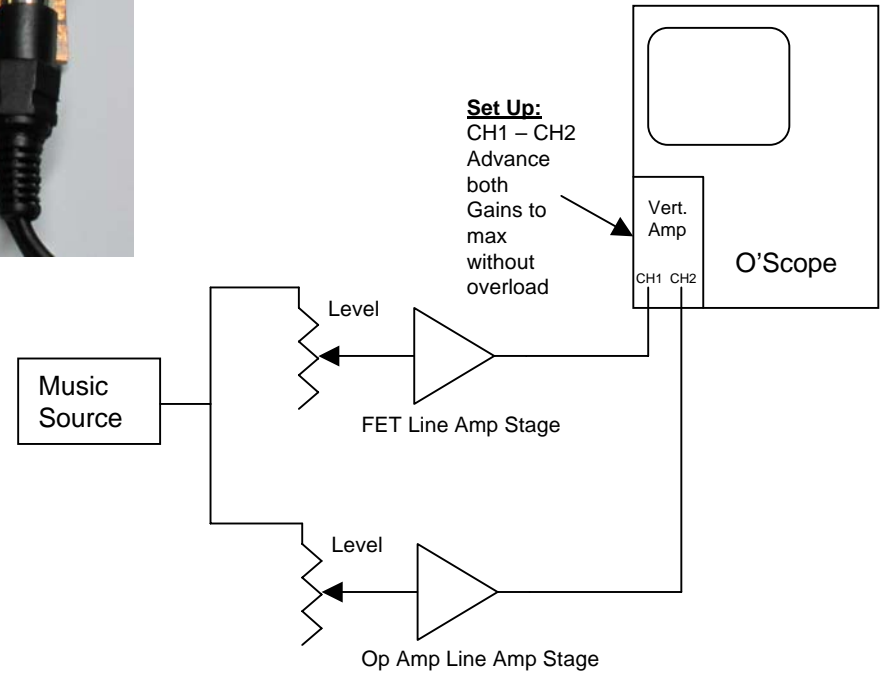 Set Up:
CH1 – CH2
Advance
both
Gains to
max
without
overload
Vert.
Amp
CH1 CH2
O'Scope
Level
Music
Source
FET Line Amp Stage
Level
Op Amp Line Amp Stage